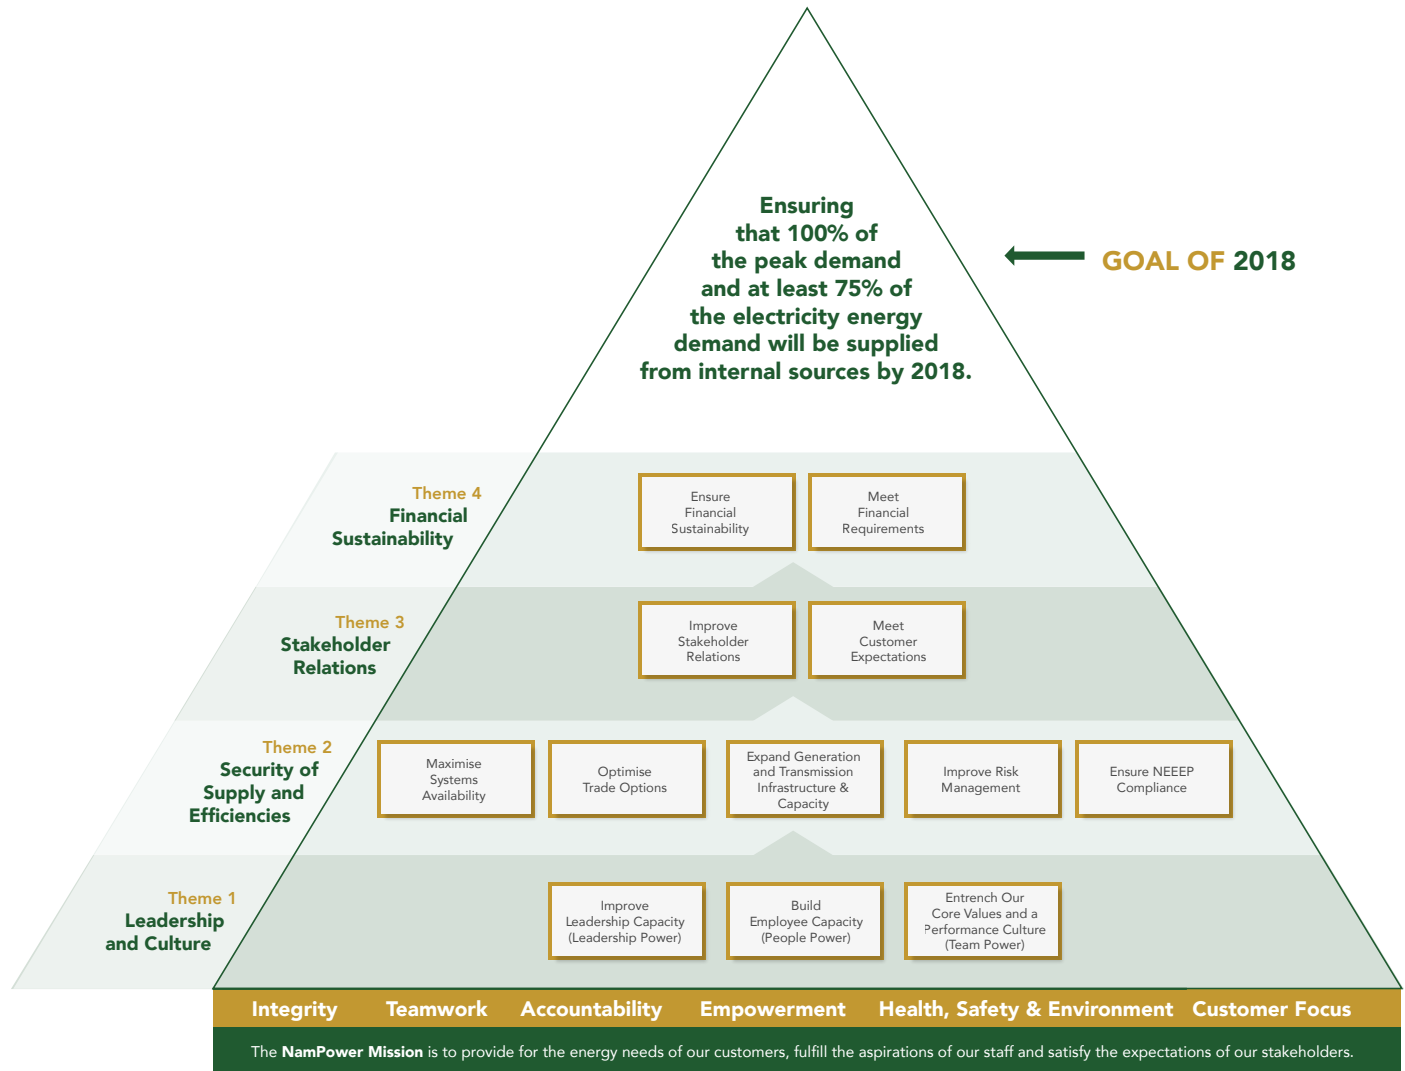 Ensuring
that 100% of
the peak demand
and at least 75% of
the electricity energy
demand will be supplied
from internal sources by 2018.
GOAL OF 2018
Theme 4
Financial
Sustainability
Ensure
Financial
Sustainability
Meet
Financial
Requirements
Theme 3
Stakeholder
Relations
Improve
Stakeholder
Relations
Meet
Customer
Expectations
Theme 2
Security of
Supply and
Efficiencies
Maximise
Systems
Availability
Optimise
Trade Options
Expand Generation
and Transmission
Infrastructure &
Capacity
Improve Risk
Management
Ensure NEEEP
Compliance
Theme 1
Leadership
and Culture
Improve
Leadership Capacity
(Leadership Power)
Build
Employee Capacity
(People Power)
Entrench Our
Core Values and a
Performance Culture
(Team Power)
Integrity Teamwork Accountability Empowerment Health, Safety & Environment Customer Focus
The NamPower Mission is to provide for the energy needs of our customers, fulfill the aspirations of our staff and satisfy the expectations of our stakeholders.